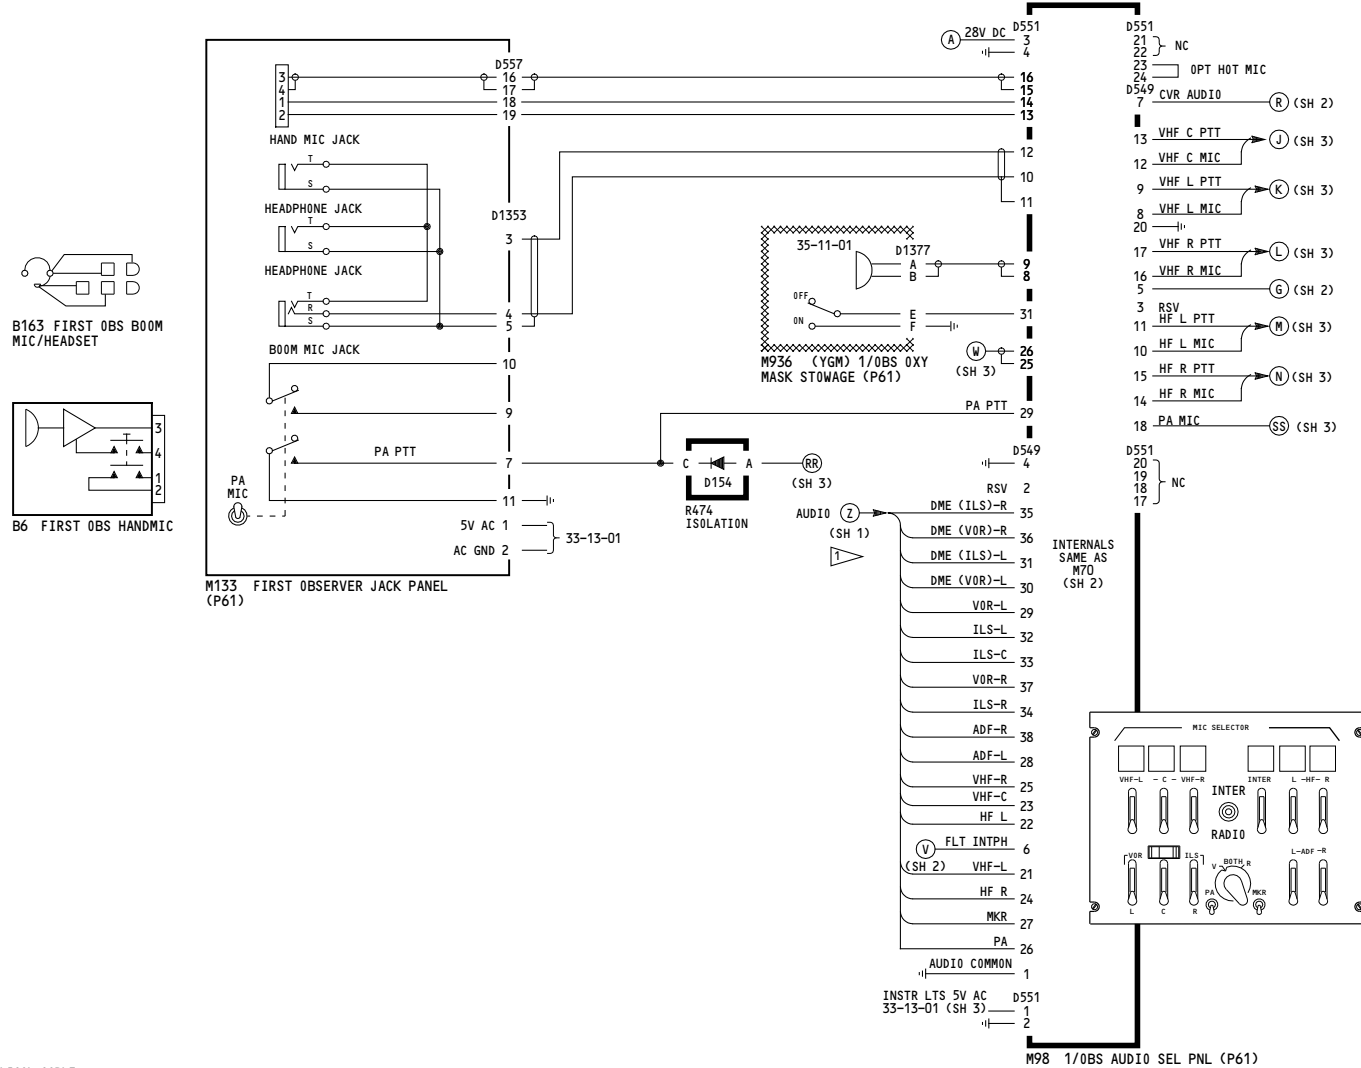 B163 FIRST OBS BOOM
MIC/HEADSET
3
4
1
2
B6 FIRST OBS HANDMIC
3
4
1
2
HAND MIC JACK
T
S
HEADPHONE JACK
T
S
HEADPHONE JACK
T
R
S
BOOM MIC JACK
PA PTT
PA
MIC
5V AC 1
AC GND 2
33-13-01
D557
16
17
18
19
D1353
3
4
5
10
9
7
11
M133 FIRST OBSERVER JACK PANEL
(P61)
C
A
D154
R474
ISOLATION
RR
(SH 3)
35-11-01
D1377
A
B
OFF
ON
E
F
M936 (YGM) 1/OBS OXY
MASK STOWAGE (P61)
A
28V DC
D551
3
4
16
15
14
13
12
10
11
9
8
31
W
(SH 3)
26
25
PA PTT
29
D549
4
RSV 2
AUDIO
Z
(SH 1)
1
DME (ILS)-R 35
DME (VOR)-R 36
DME (ILS)-L 31
DME (VOR)-L 30
VOR-L 29
ILS-L 32
ILS-C 33
VOR-R 37
ILS-R 34
ADF-R 38
ADF-L 28
VHF-R 25
VHF-C 23
HF L 22
V
FLT INTPH 6
(SH 2)
VHF-L 21
HF R 24
MKR 27
PA 26
AUDIO COMMON 1
INSTR LTS 5V AC
33-13-01 (SH 3)
D551
1
2
D551
21
22
NC
23
24
OPT HOT MIC
D549
7 CVR AUDIO R (SH 2)
13 VHF C PTT J (SH 3)
12 VHF C MIC
9 VHF L PTT K (SH 3)
8 VHF L MIC
20
17 VHF R PTT L (SH 3)
16 VHF R MIC
5 G (SH 2)
3 RSV
11 HF L PTT M (SH 3)
10 HF L MIC
15 HF R PTT N (SH 3)
14 HF R MIC
18 PA MIC SS (SH 3)
D551
20
19
18
17
NC
INTERNALS
SAME AS
M70
(SH 2)
MIC SELECTOR
VHF-L - C - VHF-R INTER L -HF- R
INTER
RADIO
VOR ILS
V BOTH R
L-ADF-R
PA MKR
L C R
M98 1/OBS AUDIO SEL PNL (P61)